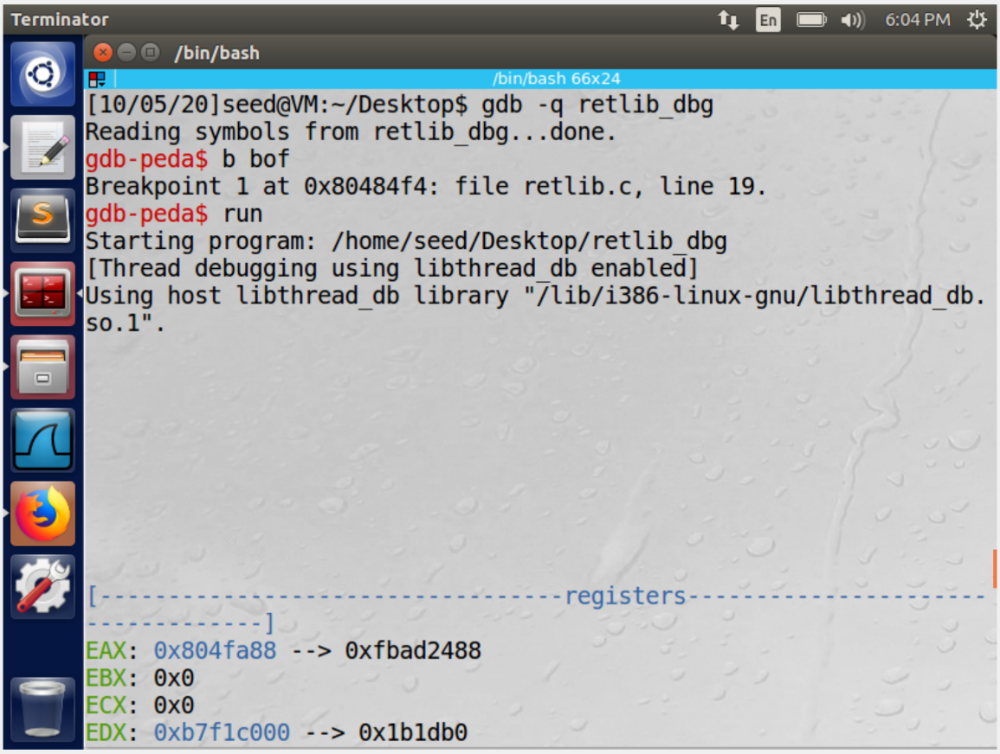 Terminator
En
6:04 PM
/bin/bash
/bin/bash 66x24
[10/05/20]seed@VM:~/Desktop$ gdb -q retlib_dbg
Reading symbols from retlib_dbg...done.
gdb-peda$ b bof
Breakpoint 1 at 0x80484f4: file retlib.c, line 19.
gdb-peda$ run
Starting program: /home/seed/Desktop/retlib_dbg
[Thread debugging using libthread_db enabled]
Using host libthread_db library "/lib/i386-linux-gnu/libthread_db.
so.1".
[----------------------------------registers----------------------
-------------]
EAX: 0x804fa88 --> 0xfbad2488
EBX: 0x0
ECX: 0x0
EDX: 0xb7f1c000 --> 0x1b1db0